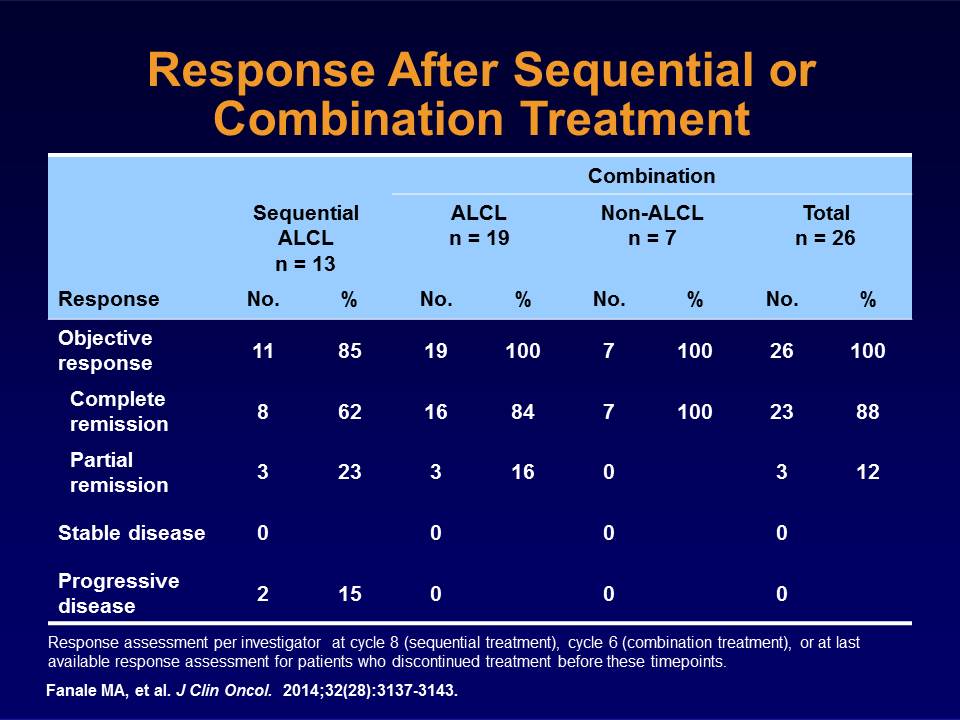 Response After Sequential or
Combination Treatment
Combination
Sequential ALCL Non-ALCL Total
ALCL n = 19 n = 7 n = 26
n = 13
Response No. % No. % No. % No. %
Objective
response 11 85 19 100 7 100 26 100
Complete
remission 8 62 16 84 7 100 23 88
Partial
remission 3 23 3 16 0 3 12
Stable disease 0 0 0 0
Progressive
disease 2 15 0 0 0
Response assessment per investigator at cycle 8 (sequential treatment), cycle 6 (combination treatment), or at last
available response assessment for patients who discontinued treatment before these timepoints.
Fanale MA, et al. J Clin Oncol. 2014;32(28):3137-3143.